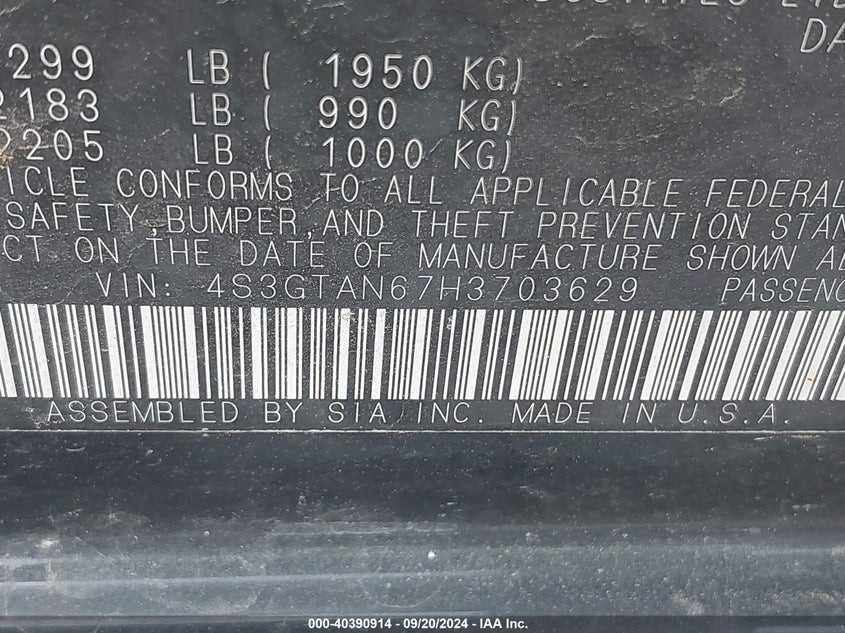 299 LB ( 1950 KG)
2183 LB ( 990 KG)
2205 LB ( 1000 KG)
ICLE CONFORMS TO ALL APPLICABLE FEDERAL
SAFETY,BUMPER,AND THEFT PREVENTION STAN
CT ON THE DATE OF MANUFACTURE SHOWN A
VIN: 4S3GTAN67H3703629 PASSENG
ASSEMBLED BY SIA, INC. MADE IN U.S.A.
000-40390914 - 09/20/2024 - IAA Inc.